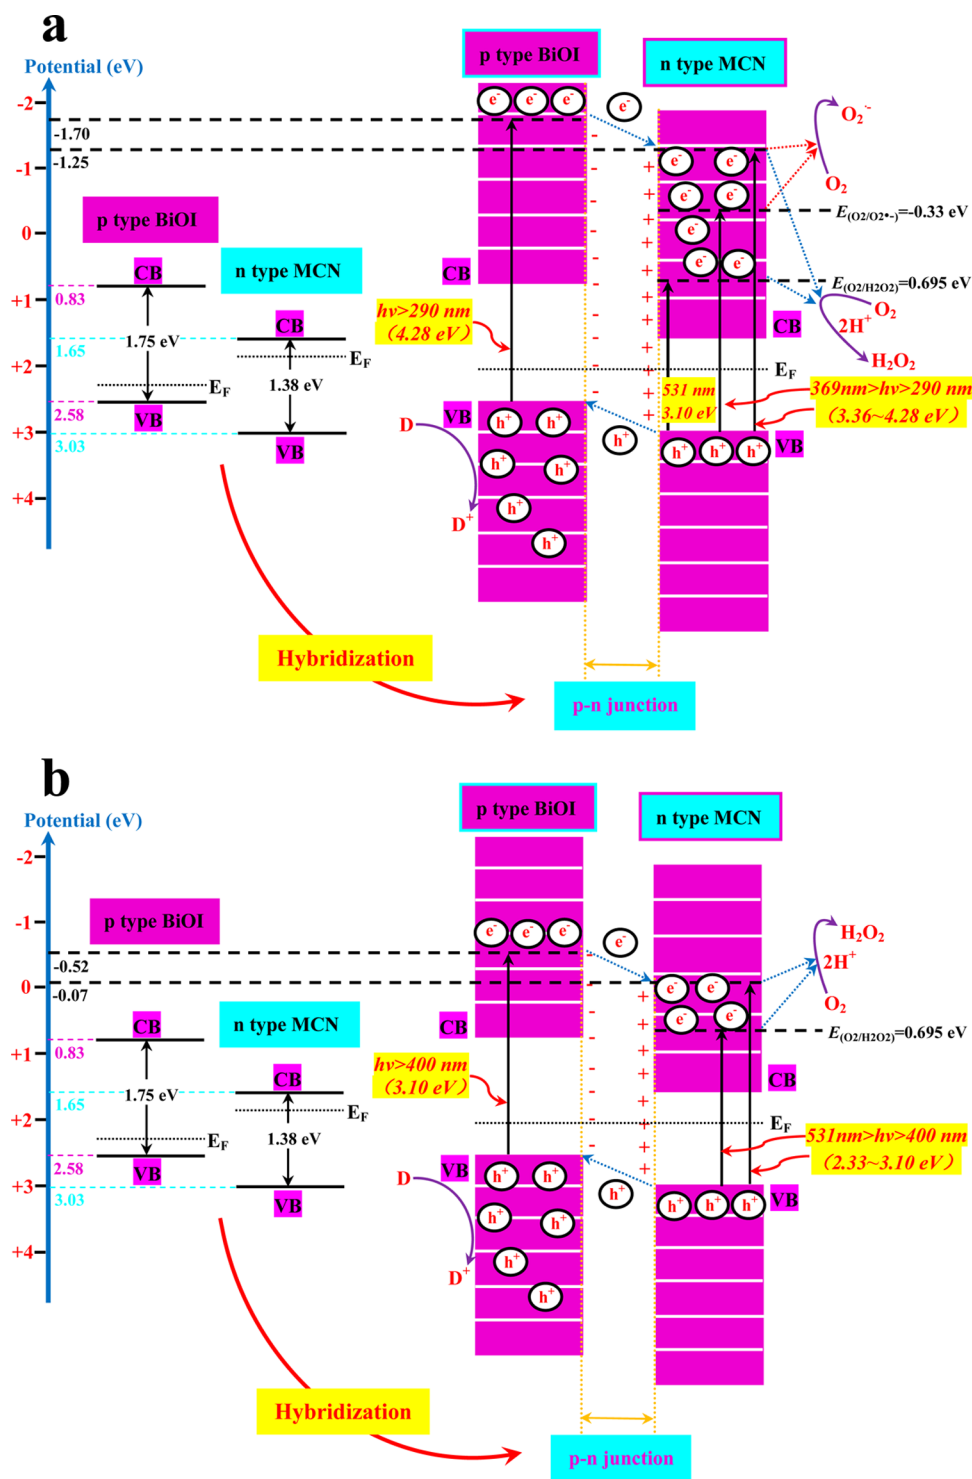 a
Potential (eV)
p type BiOI
n type MCN
-2
-1.70
-1.25
-1
0
+1
+2
+3
+4
p type BiOI
n type MCN
CB
0.83
1.75 eV
CB
1.65
E_F
1.38 eV
E_F
2.58
VB
3.03
VB
e⁻ e⁻ e⁻
e⁻
e⁻ e⁻
e⁻ e⁻
e⁻
e⁻ e⁻
O₂·⁻
O₂
E(O2/O2•-)=-0.33 eV
E(O2/H2O2)=0.695 eV
O₂
2H⁺
H₂O₂
CB
CB
hν>290 nm
(4.28 eV)
E_F
531 nm
3.10 eV
369nm>hν>290 nm
(3.36~4.28 eV)
VB
VB
D
D⁺
h⁺ h⁺
h⁺ h⁺
h⁺
h⁺
h⁺
h⁺ h⁺ h⁺
Hybridization
p-n junction
b
Potential (eV)
p type BiOI
n type MCN
-2
-1
-0.52
0
-0.07
+1
+2
+3
+4
p type BiOI
n type MCN
CB
0.83
1.75 eV
CB
1.65
E_F
1.38 eV
E_F
2.58
VB
3.03
VB
e⁻ e⁻ e⁻
e⁻
e⁻ e⁻
e⁻ e⁻
H₂O₂
2H⁺
O₂
E(O2/H2O2)=0.695 eV
CB
CB
hν>400 nm
(3.10 eV)
E_F
531nm>hν>400 nm
(2.33~3.10 eV)
VB
VB
D
D⁺
h⁺ h⁺
h⁺ h⁺
h⁺
h⁺
h⁺
h⁺ h⁺ h⁺
Hybridization
p-n junction